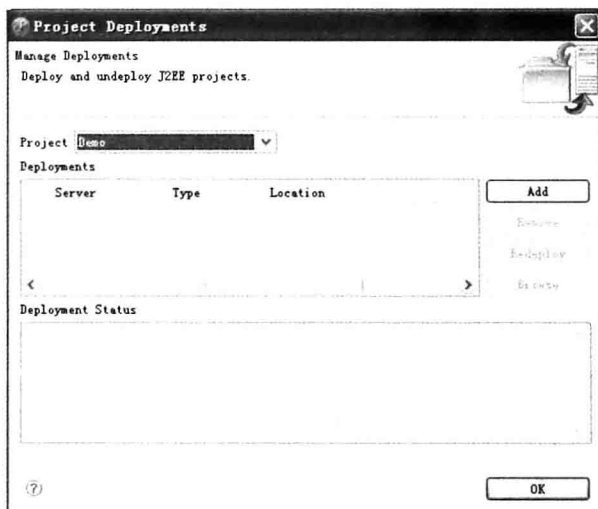 Project Deployments
Manage Deployments
Deploy and undeploy J2EE projects.
Project Demo
Deployments
Server Type Location
Add
Remove
Redeploy
Browse
Deployment Status
OK